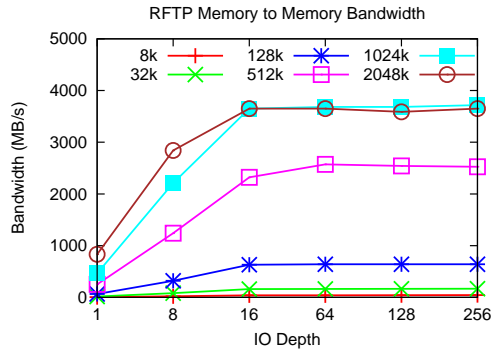 RFTP Memory to Memory Bandwidth
5000
4000
3000
2000
1000
0
Bandwidth (MB/s)
8k 128k 1024k
32k 512k 2048k
1 8 16 64 128 256
IO Depth